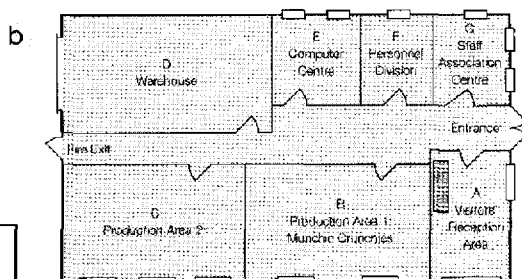 b
D
Warehouse
E
Computer
Centre
F
Personnel
Division
G
Staff
Association
Centre
Entrance
Fire Exit
C
Production Area 2
B
Production Area 1
Munchie Crunchies
A
Visitors'
Reception
Area